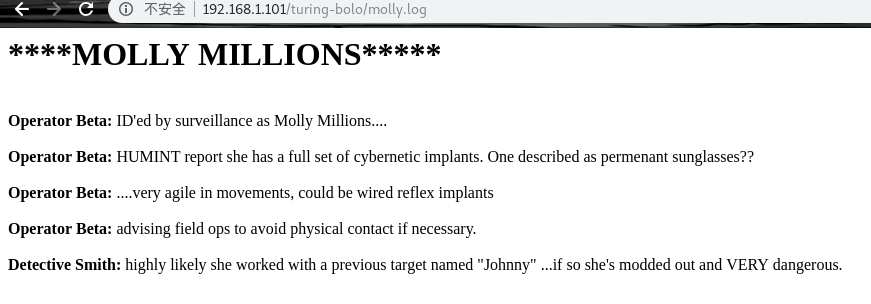 不安全 192.168.1.101/turing-bolo/molly.log
****MOLLY MILLIONS*****
Operator Beta: ID'ed by surveillance as Molly Millions....
Operator Beta: HUMINT report she has a full set of cybernetic implants. One described as permenant sunglasses??
Operator Beta: ....very agile in movements, could be wired reflex implants
Operator Beta: advising field ops to avoid physical contact if necessary.
Detective Smith: highly likely she worked with a previous target named "Johnny" ...if so she's modded out and VERY dangerous.